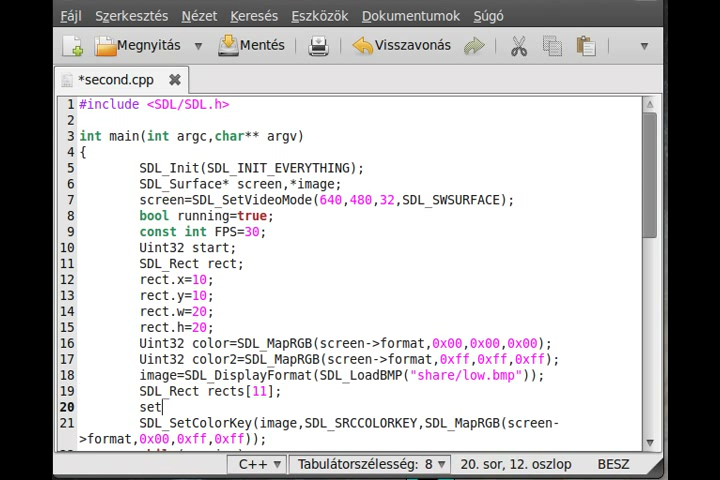 Fájl Szerkesztés Nézet Keresés Eszközök Dokumentumok Súgó
Megnyitás Mentés Visszavonás
*second.cpp
1 #include <SDL/SDL.h>
2
3 int main(int argc,char** argv)
4 {
5 SDL_Init(SDL_INIT_EVERYTHING);
6 SDL_Surface* screen,*image;
7 screen=SDL_SetVideoMode(640,480,32,SDL_SWSURFACE);
8 bool running=true;
9 const int FPS=30;
10 Uint32 start;
11 SDL_Rect rect;
12 rect.x=10;
13 rect.y=10;
14 rect.w=20;
15 rect.h=20;
16 Uint32 color=SDL_MapRGB(screen->format,0x00,0x00,0x00);
17 Uint32 color2=SDL_MapRGB(screen->format,0xff,0xff,0xff);
18 image=SDL_DisplayFormat(SDL_LoadBMP("share/low.bmp"));
19 SDL_Rect rects[11];
20 set
21 SDL_SetColorKey(image,SDL_SRCCOLORKEY,SDL_MapRGB(screen-
>format,0x00,0xff,0xff));
C++ Tabulátorszélesség: 8 20. sor, 12. oszlop BESZ